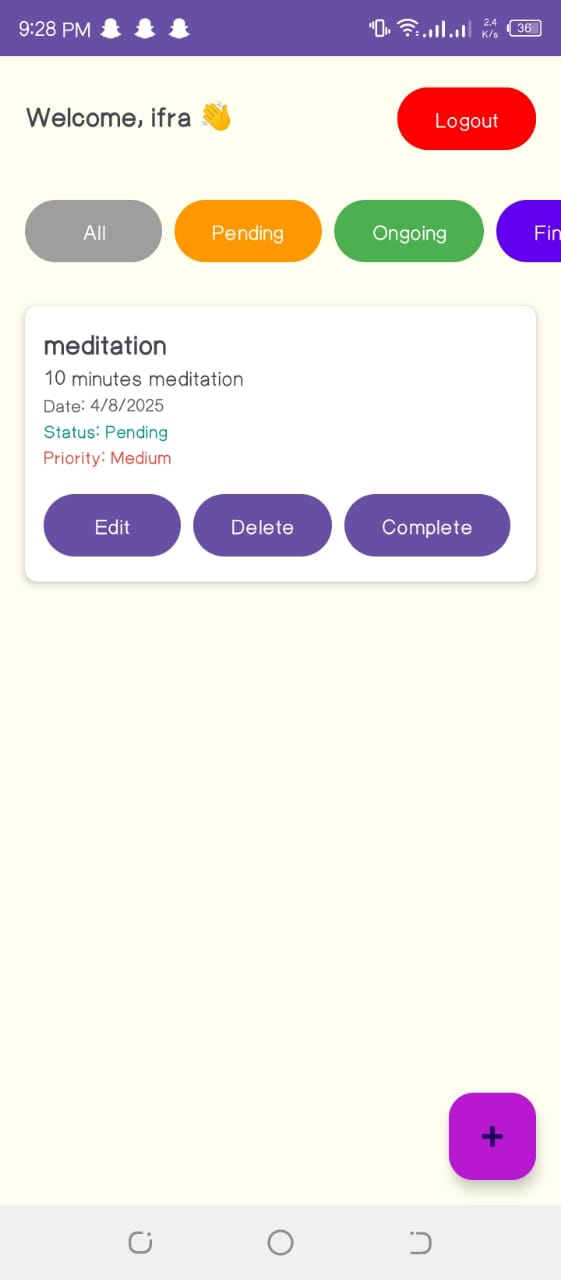 9:28 PM 2.4 K/s 36
Welcome, ifra 👋 Logout
All Pending Ongoing Fin
meditation
10 minutes meditation
Date: 4/8/2025
Status: Pending
Priority: Medium
Edit Delete Complete
+